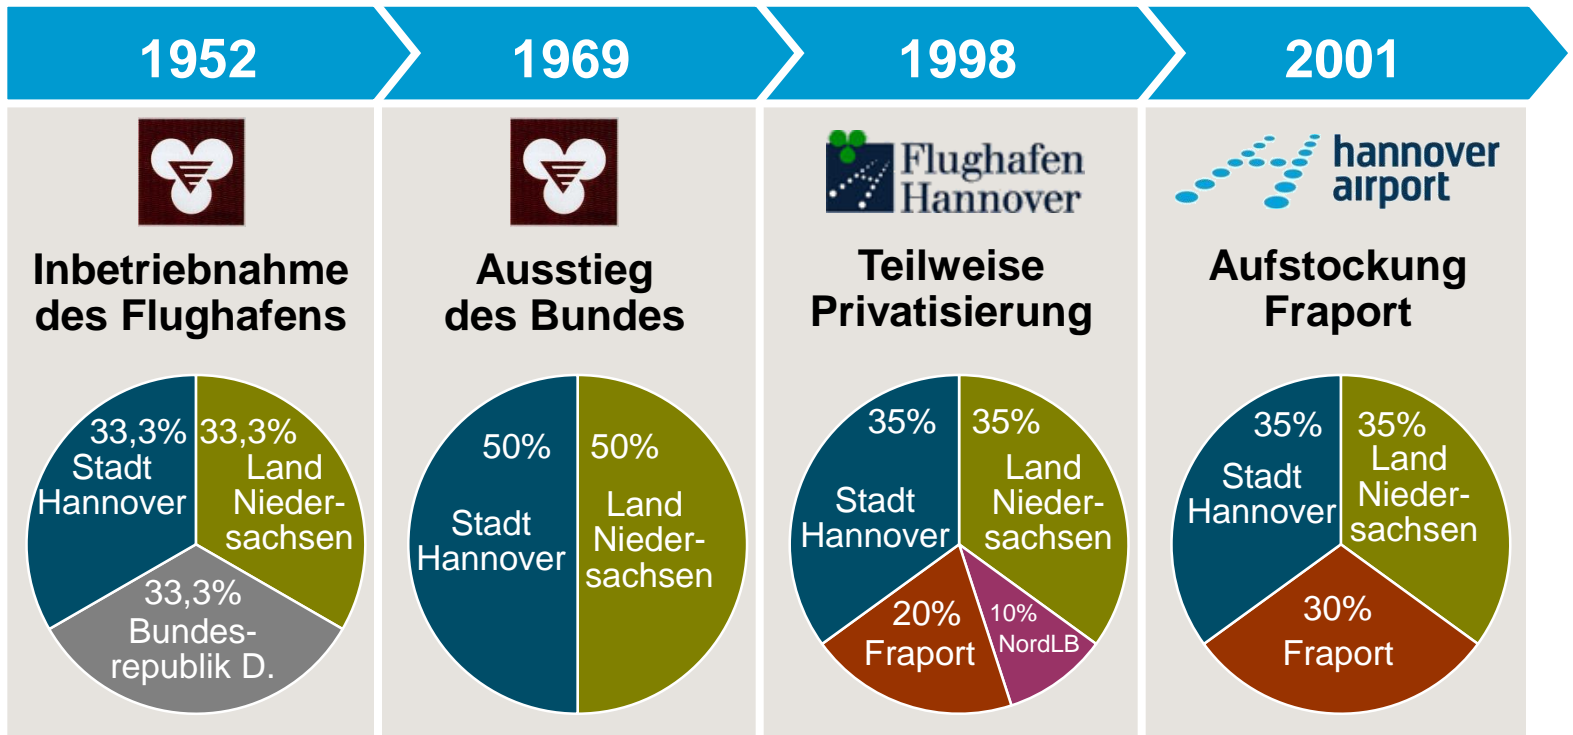 1952
1969
1998
2001
Flughafen
Hannover
hannover
airport
Inbetriebnahme
des Flughafens
Ausstieg
des Bundes
Teilweise
Privatisierung
Aufstockung
Fraport
33,3%
Stadt
Hannover
33,3%
Land
Nieder-
sachsen
33,3%
Bundes-
republik D.
50%
Stadt
Hannover
50%
Land
Nieder-
sachsen
35%
Stadt
Hannover
35%
Land
Nieder-
sachsen
20%
Fraport
10%
NordLB
35%
Stadt
Hannover
35%
Land
Nieder-
sachsen
30%
Fraport